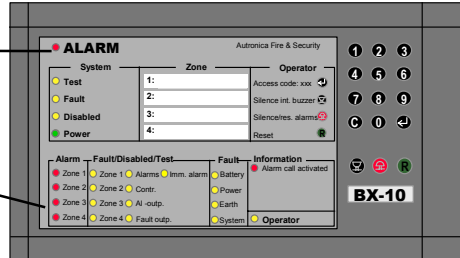 ALARM
Autronica Fire & Security
System
Zone
Operator
Test
Fault
Disabled
Power
1:
2:
3:
4:
Access code: xxx
Silence int. buzzer
Silence/res. alarms
Reset R
1 2 3
4 5 6
7 8 9
C 0
R
BX-10
Alarm Fault/Disabled/Test Fault Information
Zone 1 Zone 1 Alarms Imm. alarm Battery Alarm call activated
Zone 2 Zone 2 Contr. Power
Zone 3 Zone 3 Al -outp. Earth
Zone 4 Zone 4 Fault outp. System Operator